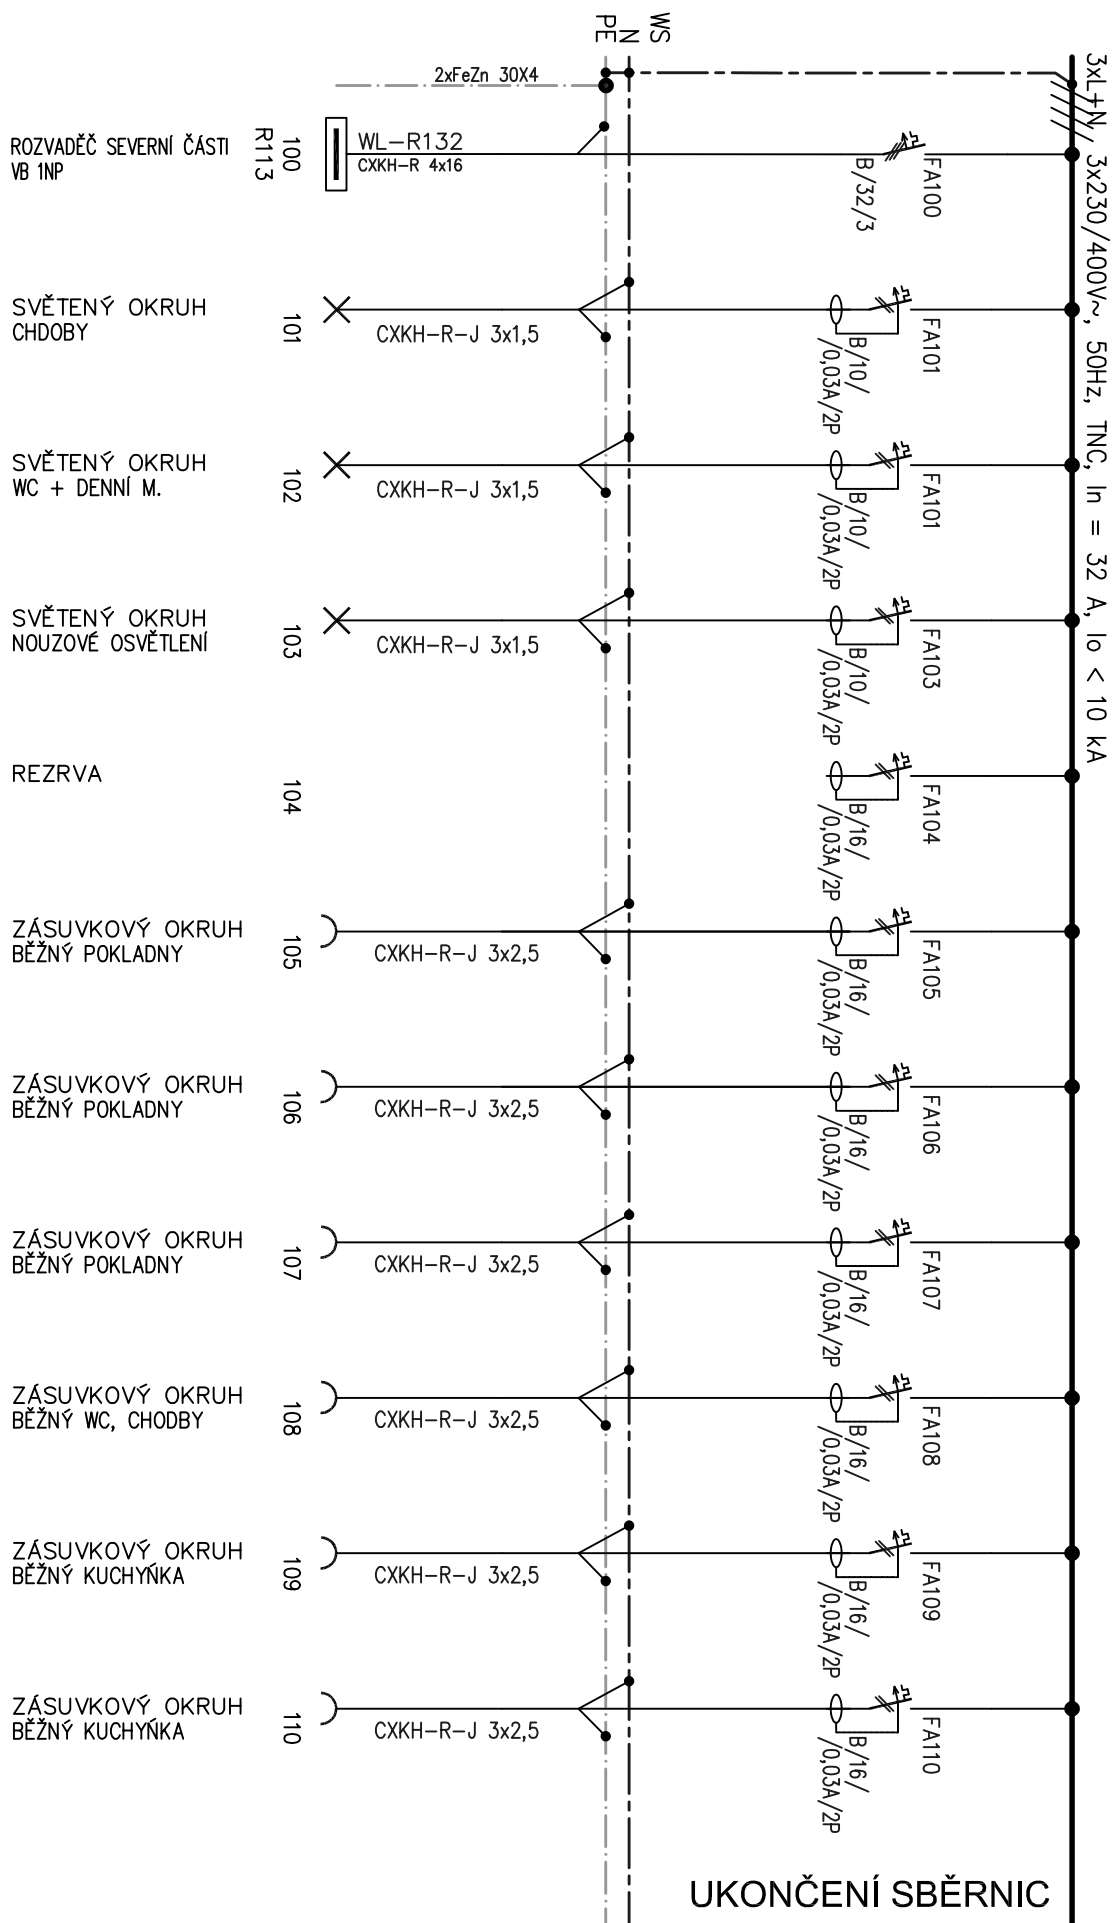 WS
N
PE
3xL+N, 3x230/400V~, 50Hz, TNC, In = 32 A, Io < 10 kA
2xFeZn 30X4
ROZVADĚČ SEVERNÍ ČÁSTI
VB 1NP
100
R113
WL-R132
CXKH-R 4x16
B/32/3
FA100
SVĚTENÝ OKRUH
CHDOBY
101
CXKH-R-J 3x1,5
B/10/
/0,03A/2P
FA101
SVĚTENÝ OKRUH
WC + DENNÍ M.
102
CXKH-R-J 3x1,5
B/10/
/0,03A/2P
FA101
SVĚTENÝ OKRUH
NOUZOVÉ OSVĚTLENÍ
103
CXKH-R-J 3x1,5
B/10/
/0,03A/2P
FA103
REZRVA
104
B/16/
/0,03A/2P
FA104
ZÁSUVKOVÝ OKRUH
BĚŽNÝ POKLADNY
105
CXKH-R-J 3x2,5
B/16/
/0,03A/2P
FA105
ZÁSUVKOVÝ OKRUH
BĚŽNÝ POKLADNY
106
CXKH-R-J 3x2,5
B/16/
/0,03A/2P
FA106
ZÁSUVKOVÝ OKRUH
BĚŽNÝ POKLADNY
107
CXKH-R-J 3x2,5
B/16/
/0,03A/2P
FA107
ZÁSUVKOVÝ OKRUH
BĚŽNÝ WC, CHODBY
108
CXKH-R-J 3x2,5
B/16/
/0,03A/2P
FA108
ZÁSUVKOVÝ OKRUH
BĚŽNÝ KUCHYŇKA
109
CXKH-R-J 3x2,5
B/16/
/0,03A/2P
FA109
ZÁSUVKOVÝ OKRUH
BĚŽNÝ KUCHYŇKA
110
CXKH-R-J 3x2,5
B/16/
/0,03A/2P
FA110
UKONČENÍ SBĚRNIC